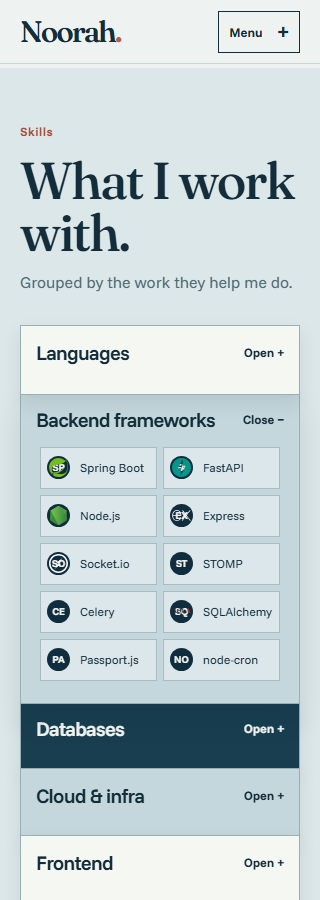 Noorah.
Menu +
Skills
What I work
with.
Grouped by the work they help me do.
Languages
Open +
Backend frameworks
Close −
SP Spring Boot
FastAPI
Node.js
EX Express
SO Socket.io
ST STOMP
CE Celery
SQLAlchemy
PA Passport.js
NO node-cron
Databases
Open +
Cloud & infra
Open +
Frontend
Open +